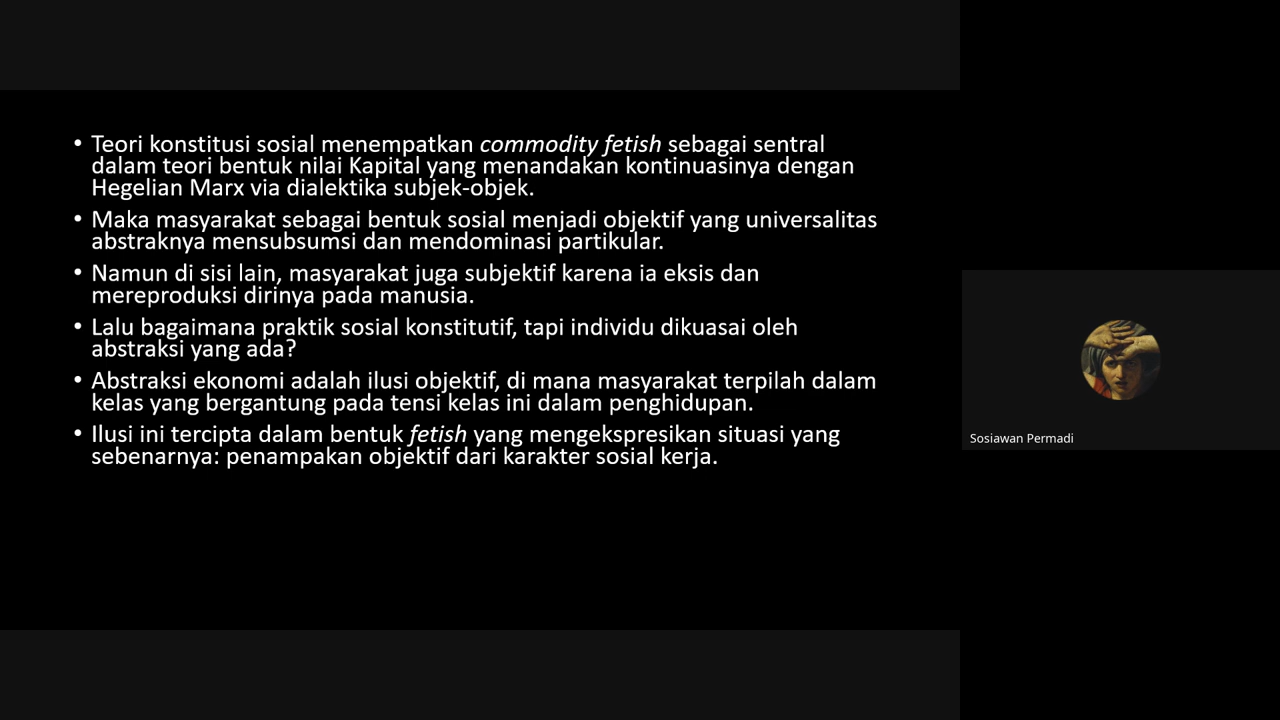 • Teori konstitusi sosial menempatkan commodity fetish sebagai sentral
dalam teori bentuk nilai Kapital yang menandakan kontinuasinya dengan
Hegelian Marx via dialektika subjek-objek.
• Maka masyarakat sebagai bentuk sosial menjadi objektif yang universalitas
abstraknya mensubsumsi dan mendominasi partikular.
• Namun di sisi lain, masyarakat juga subjektif karena ia eksis dan
mereproduksi dirinya pada manusia.
• Lalu bagaimana praktik sosial konstitutif, tapi individu dikuasai oleh
abstraksi yang ada?
• Abstraksi ekonomi adalah ilusi objektif, di mana masyarakat terpilah dalam
kelas yang bergantung pada tensi kelas ini dalam penghidupan.
• Ilusi ini tercipta dalam bentuk fetish yang mengekspresikan situasi yang
sebenarnya: penampakan objektif dari karakter sosial kerja.
Sosiawan Permadi